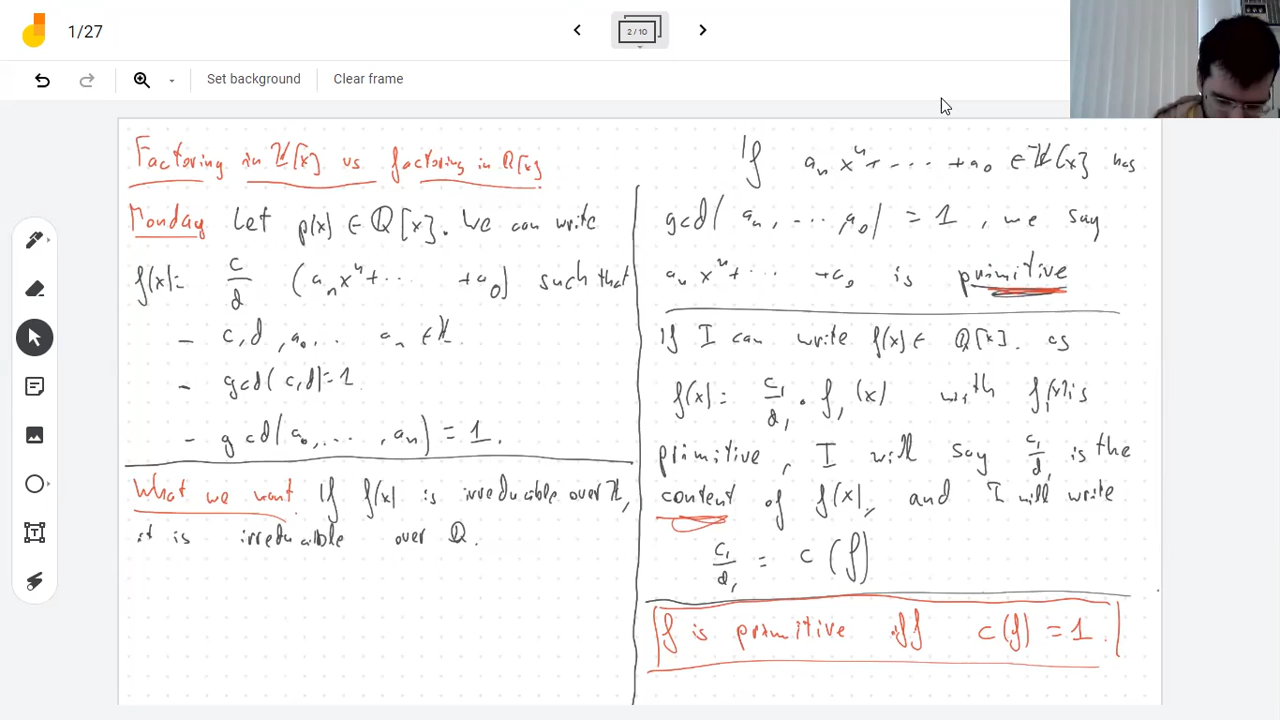 1/27
2 / 10
Set background
Clear frame
Factoring in ℤ[x] vs factoring in ℚ[x]
Monday Let p(x) ∈ ℚ[x]. We can write
f(x) = c/d (aₙxⁿ + ··· + a₀) such that
- c, d, a₀, ... aₙ ∈ ℤ.
- gcd(c,d) = 1
- gcd(a₀, ..., aₙ) = 1.
What we want. If f(x) is irreducible over ℤ,
it is irreducible over ℚ.
If aₙxⁿ + ··· + a₀ ∈ ℤ[x] has
gcd(aₙ, ..., a₀) = 1, we say
aₙxⁿ + ··· + a₀ is primitive
If I can write f(x) ∈ ℚ[x]. as
f(x) = c₁/d₁ · f₁(x) with f₁(x) is
primitive, I will say c₁/d₁ is the
content of f(x), and I will write
c₁/d₁ = c(f)
f is primitive iff c(f) = 1.